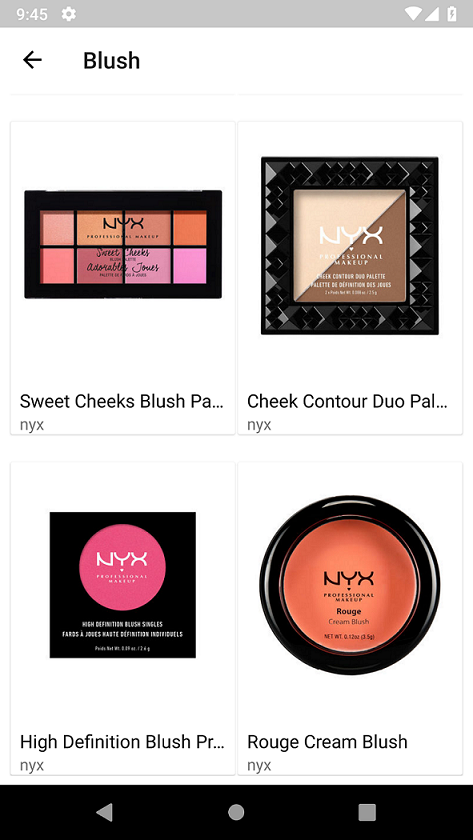 9:45
Blush
NYX
PROFESSIONAL MAKEUP
Sweet Cheeks
BLUSH PALETTE
Adorables Joues
Sweet Cheeks Blush Pa...
nyx
NYX
PROFESSIONAL
MAKEUP
CHEEK CONTOUR DUO PALETTE
PALETTE DE DÉFINITION DES JOUES
Cheek Contour Duo Pal...
nyx
NYX
PROFESSIONAL
MAKEUP
HIGH DEFINITION BLUSH SINGLES
FARDS À JOUES HAUTE DÉFINITION INDIVIDUELS
Poids Net Wt. 0.09 oz. / 2.6 g
High Definition Blush Pr...
nyx
NYX
PROFESSIONAL
MAKEUP
Rouge
Cream Blush
NET WT. 0.12oz (3.5g)
Rouge Cream Blush
nyx